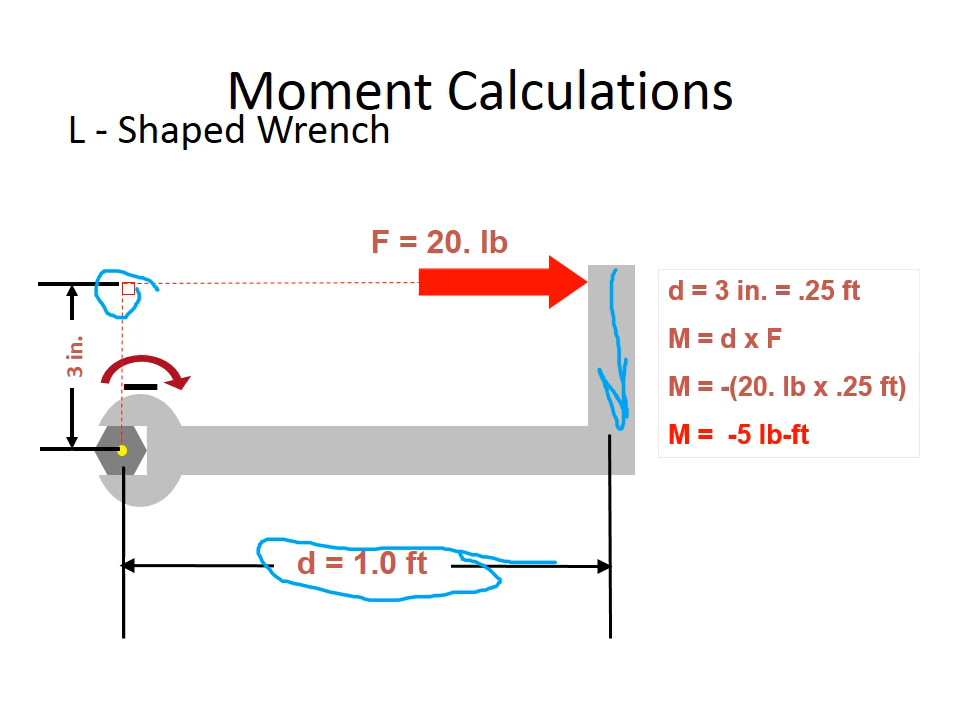 Moment Calculations
L - Shaped Wrench
F = 20. lb
3 in.
d = 3 in. = .25 ft
M = d x F
M = -(20. lb x .25 ft)
M = -5 lb-ft
d = 1.0 ft